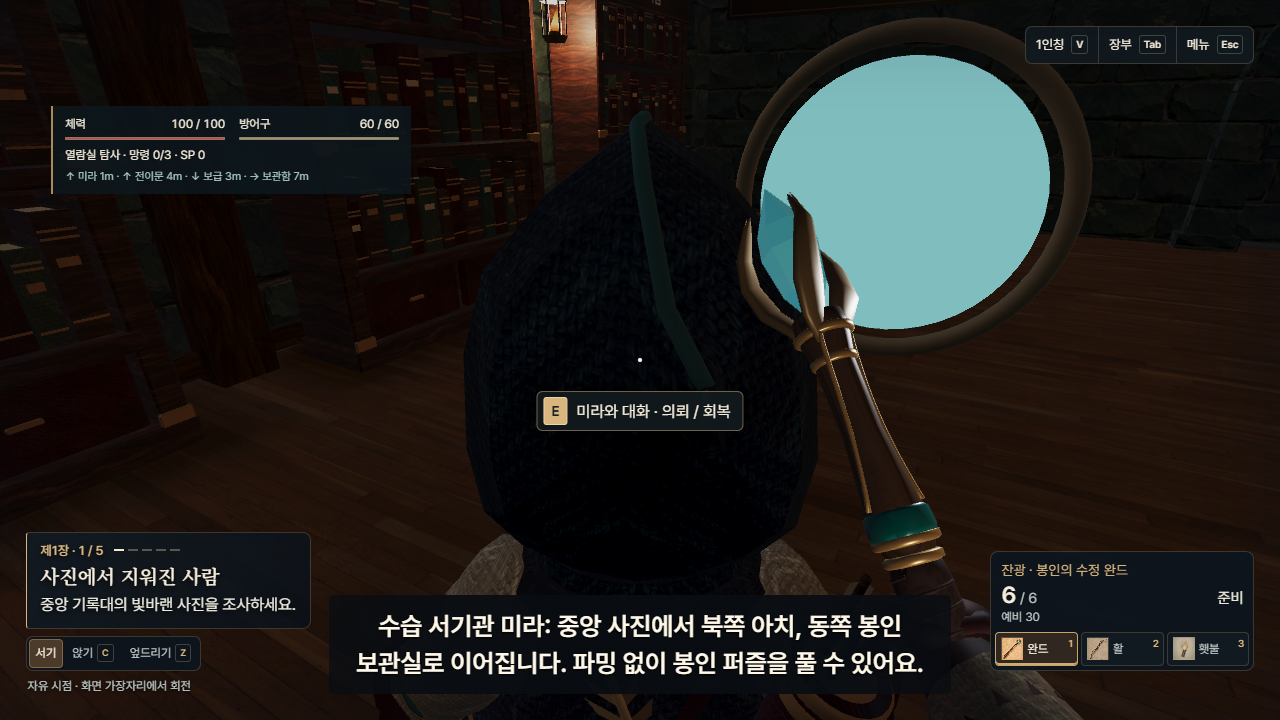 1인칭 V
장부 Tab
메뉴 Esc
체력 100 / 100 방어구 60 / 60
열람실 탐사 · 망령 0/3 · SP 0
↑ 미라 1m · ↑ 전이문 4m · ↓ 보급 3m · → 보관함 7m
E 미라와 대화 · 의뢰 / 회복
제1장 · 1 / 5
사진에서 지워진 사람
중앙 기록대의 빛바랜 사진을 조사하세요.
서기 앉기 C 엎드리기 Z
자유 시점 · 화면 가장자리에서 회전
수습 서기관 미라: 중앙 사진에서 북쪽 아치, 동쪽 봉인
보관실로 이어집니다. 파밍 없이 봉인 퍼즐을 풀 수 있어요.
잔광 · 봉인의 수정 완드
6 / 6 준비
예비 30
완드 1 활 2 횃불 3